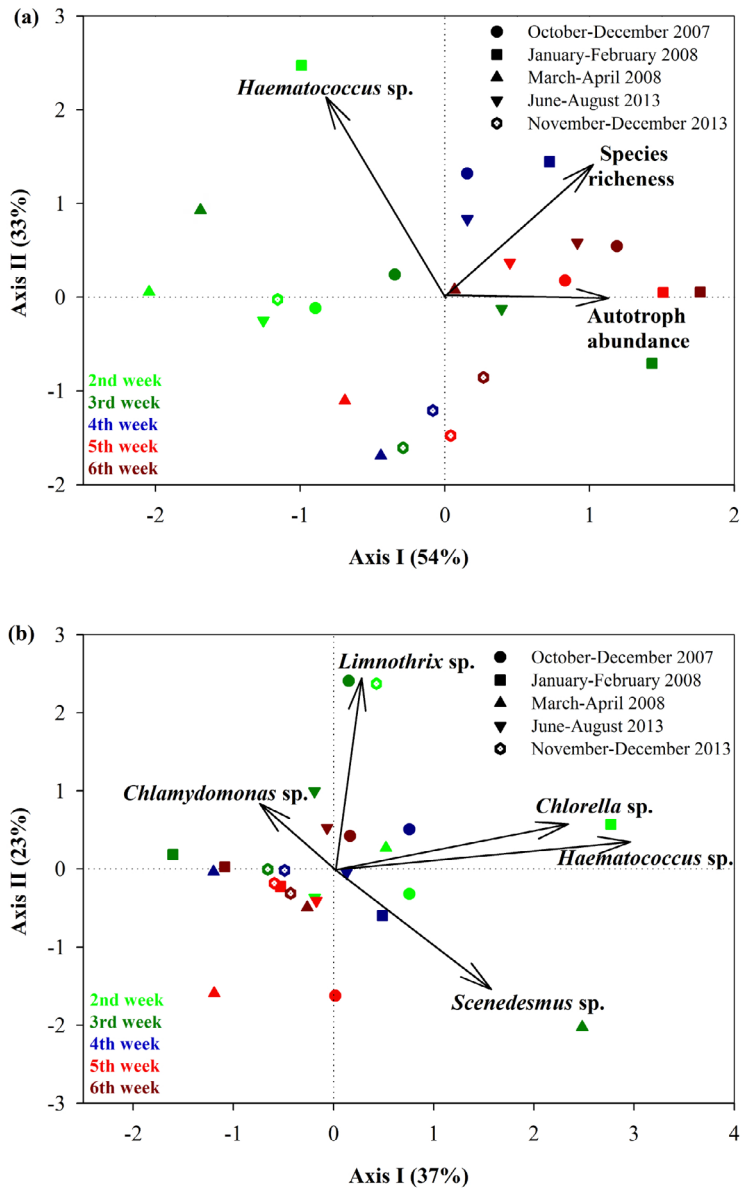 (a)
3
2
1
0
-1
-2
Axis II (33%)
October-December 2007
January-February 2008
March-April 2008
June-August 2013
November-December 2013
Haematococcus sp.
Species
richeness
Autotroph
abundance
2nd week
3rd week
4th week
5th week
6th week
-2 -1 0 1 2
Axis I (54%)
(b)
3
2
1
0
-1
-2
-3
Axis II (23%)
October-December 2007
January-February 2008
March-April 2008
June-August 2013
November-December 2013
Limnothrix sp.
Chlamydomonas sp.
Chlorella sp.
Haematococcus sp.
Scenedesmus sp.
2nd week
3rd week
4th week
5th week
6th week
-2 -1 0 1 2 3 4
Axis I (37%)